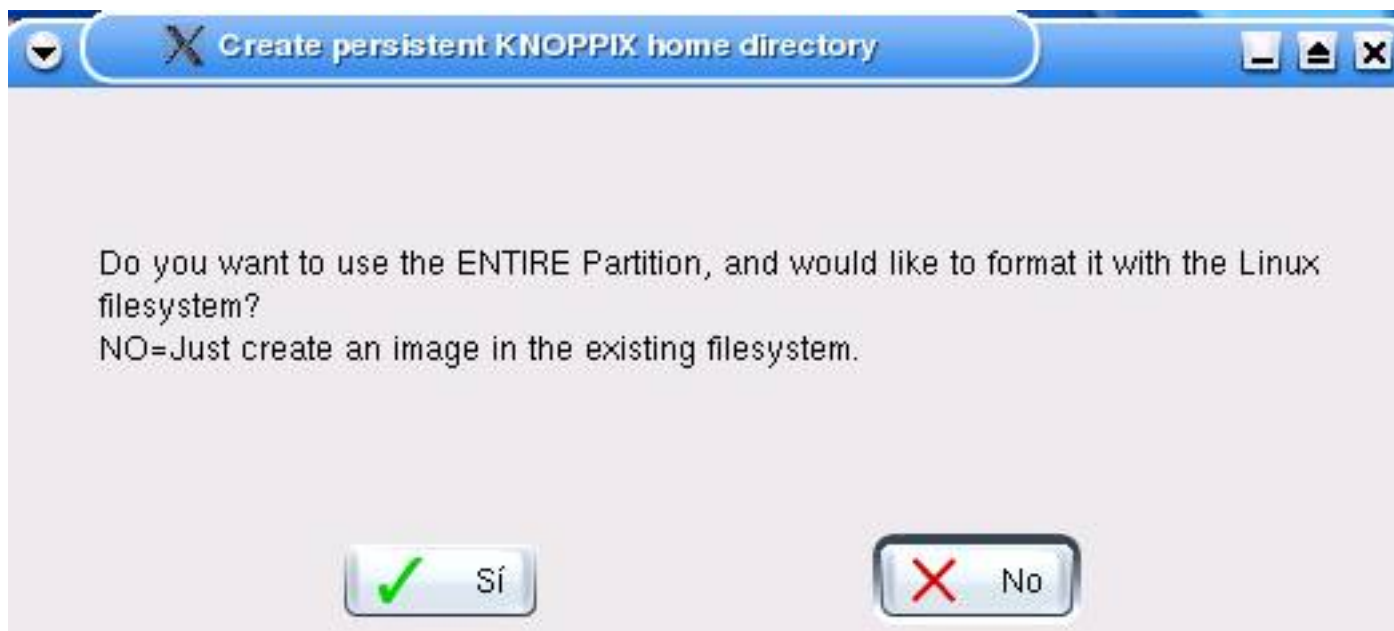 Create persistent KNOPPIX home directory
Do you want to use the ENTIRE Partition, and would like to format it with the Linux
filesystem?
NO=Just create an image in the existing filesystem.
Sí No